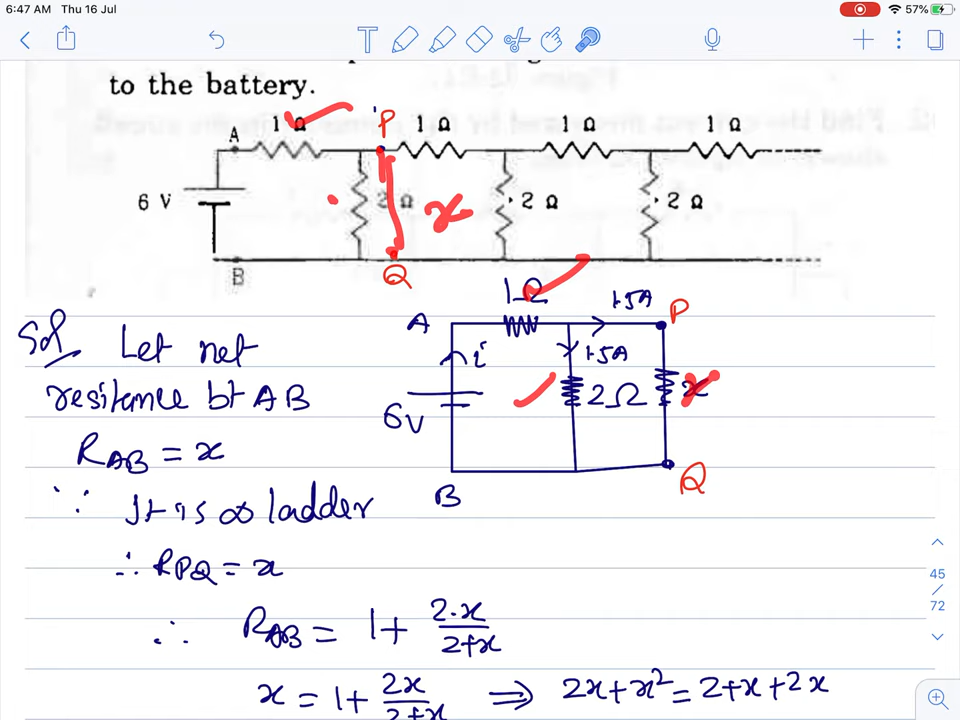 6:47 AM Thu 16 Jul
57%
to the battery.
A 1 Ω P 1 Ω 1 Ω 1 Ω
6 V 2 Ω x 2 Ω 2 Ω
B Q
1Ω 1.5A
Sol Let net A P
i 1.5A
resitance bt AB 2Ω x
6V
R_AB = x
B Q
∵ It is ∞ ladder
∴ R_PQ = x
∴ R_AB = 1 + 2·x/2+x
x = 1 + 2x/2+x ⇒ 2x + x² = 2 + x + 2x
45
/
72